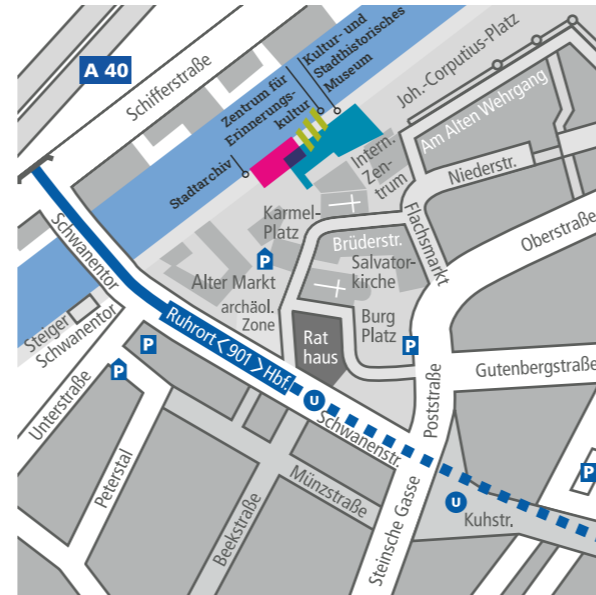 A 40
Schifferstraße
Kultur- und
Stadthistorisches
Museum
Zentrum für
Erinnerungs-
kultur
Stadtarchiv
Joh.-Corputius-Platz
Am Alten Wehrgang
Intern.
Zen-
trum
Niederstr.
Flachsmarkt
Oberstraße
Karmel-
Platz
Brüderstr.
Salvator-
kirche
P
Alter Markt
archäol.
Zone
Burg
Platz
Rat
haus
P
Schwanentor
Steiger
Schwanentor
Ruhrort < 901 > Hbf.
P
P
U
Schwanenstr.
Gutenbergstraße
Poststraße
Unterstraße
Peterstal
Münzstraße
Beekstraße
Steinsche Gasse
U
Kuhstr.
P